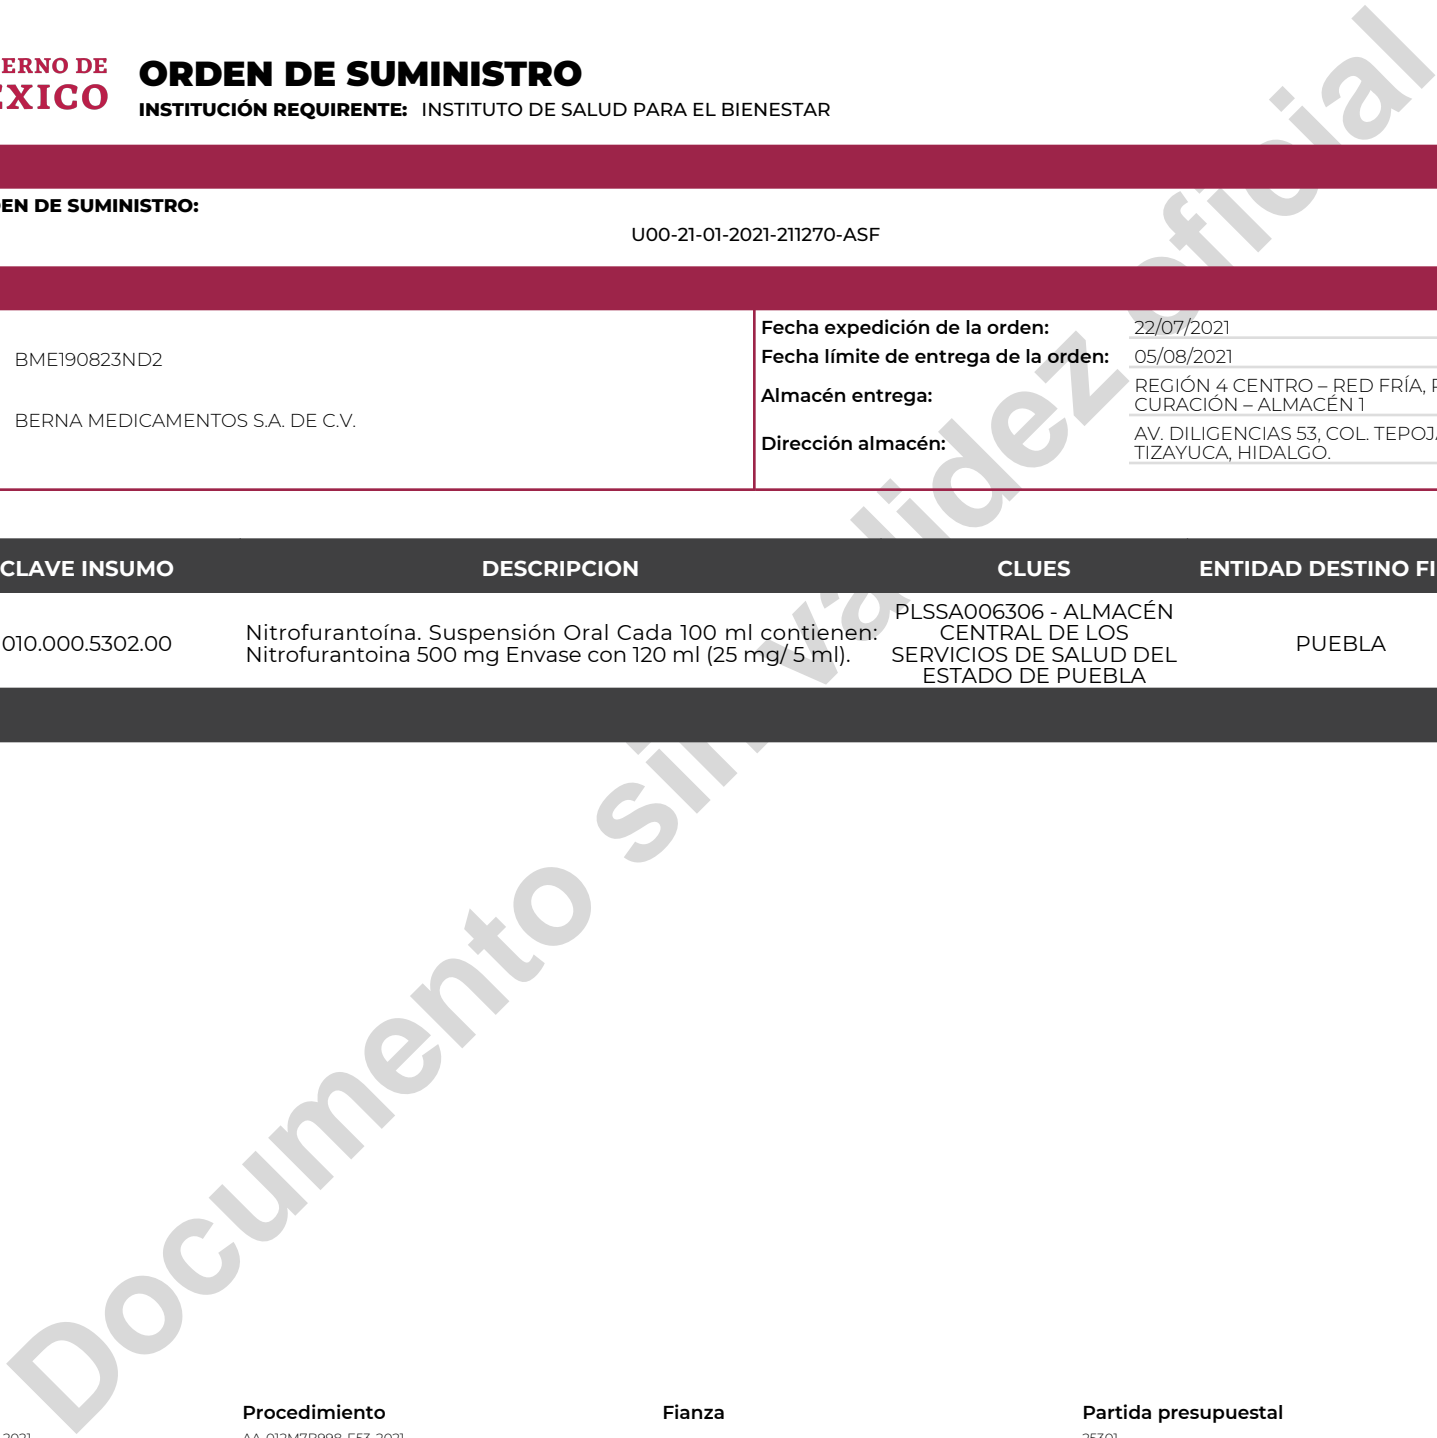 ERNO DE
EXICO
ORDEN DE SUMINISTRO
INSTITUCIÓN REQUIRENTE: INSTITUTO DE SALUD PARA EL BIENESTAR
EN DE SUMINISTRO:
U00-21-01-2021-211270-ASF
BME190823ND2
BERNA MEDICAMENTOS S.A. DE C.V.
Fecha expedición de la orden: 22/07/2021
Fecha límite de entrega de la orden: 05/08/2021
Almacén entrega: REGIÓN 4 CENTRO – RED FRÍA,
CURACIÓN – ALMACÉN 1
Dirección almacén: AV. DILIGENCIAS 53, COL. TEPOJA
TIZAYUCA, HIDALGO.
CLAVE INSUMO DESCRIPCION CLUES ENTIDAD DESTINO FI
010.000.5302.00
Nitrofurantoína. Suspensión Oral Cada 100 ml contienen:
Nitrofurantoina 500 mg Envase con 120 ml (25 mg/ 5 ml).
PLSSA006306 - ALMACÉN
CENTRAL DE LOS
SERVICIOS DE SALUD DEL
ESTADO DE PUEBLA
PUEBLA
Documento sin validez oficial
Procedimiento Fianza Partida presupuestal